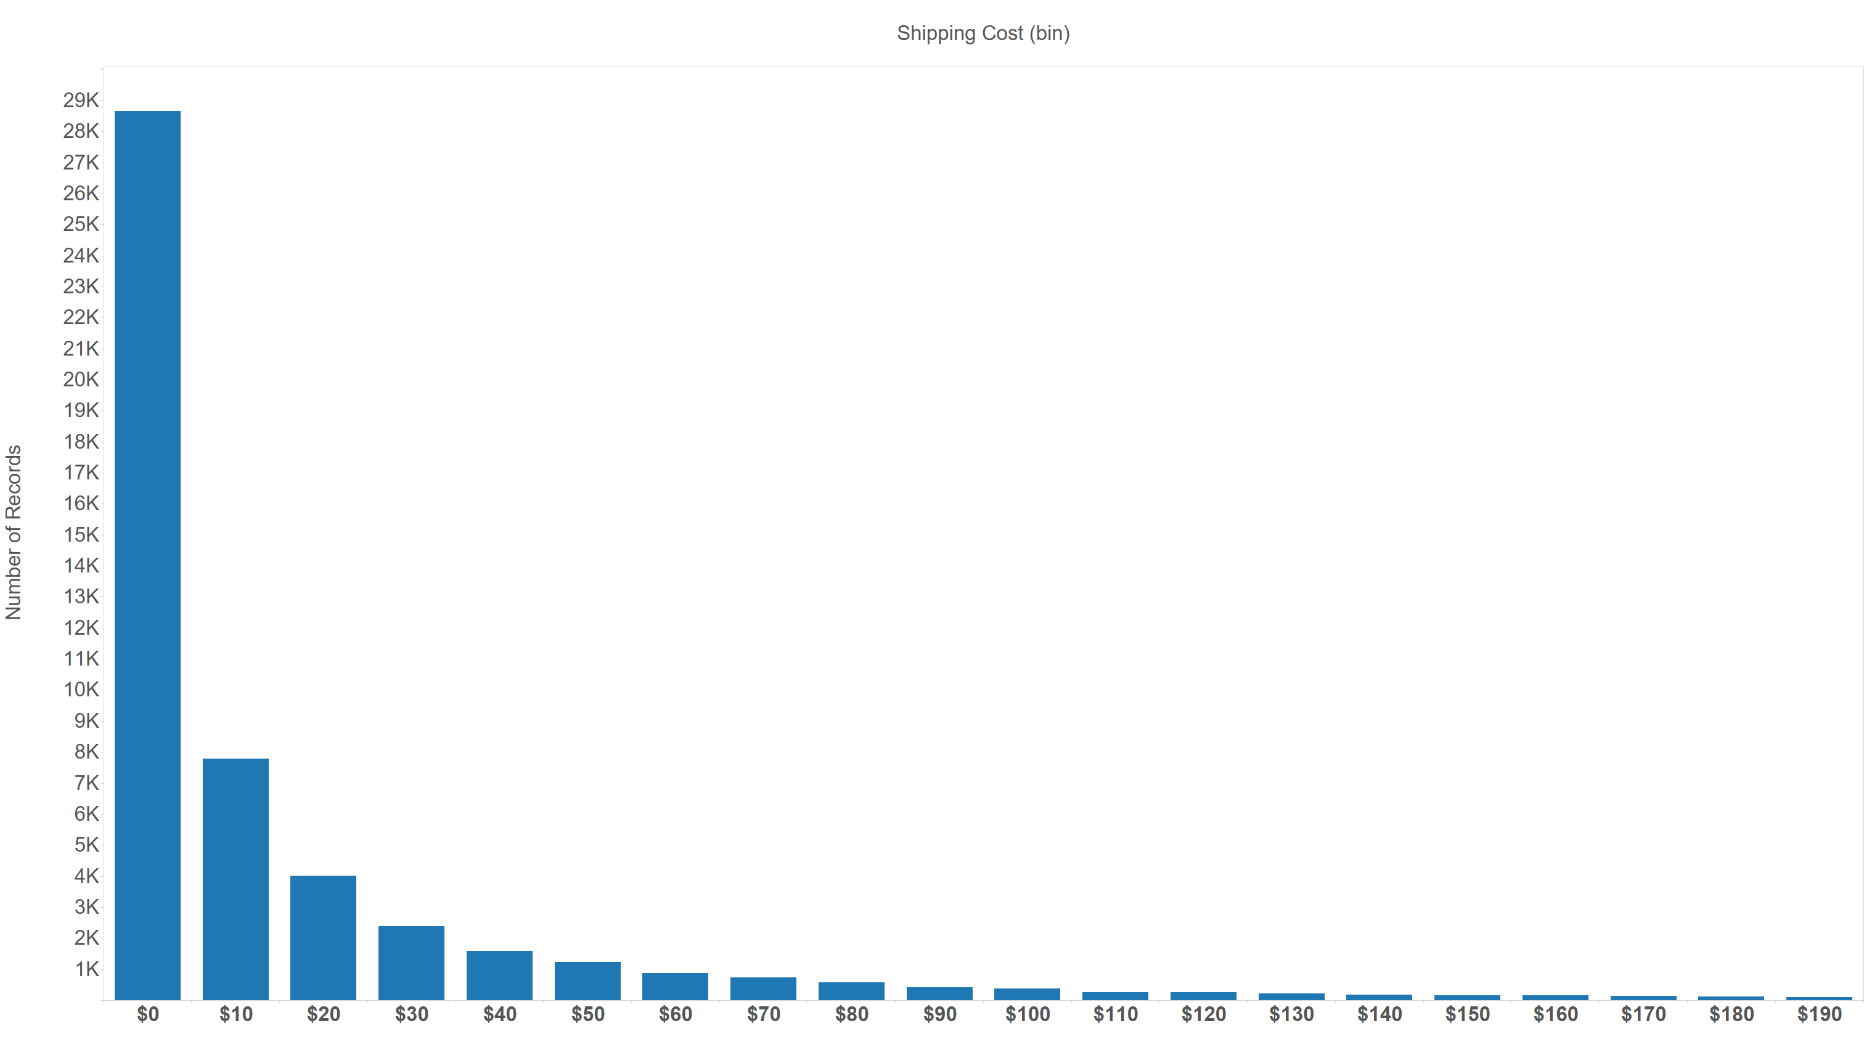 Shipping Cost (bin)
Number of Records
29K
28K
27K
26K
25K
24K
23K
22K
21K
20K
19K
18K
17K
16K
15K
14K
13K
12K
11K
10K
9K
8K
7K
6K
5K
4K
3K
2K
1K
$0 $10 $20 $30 $40 $50 $60 $70 $80 $90 $100 $110 $120 $130 $140 $150 $160 $170 $180 $190